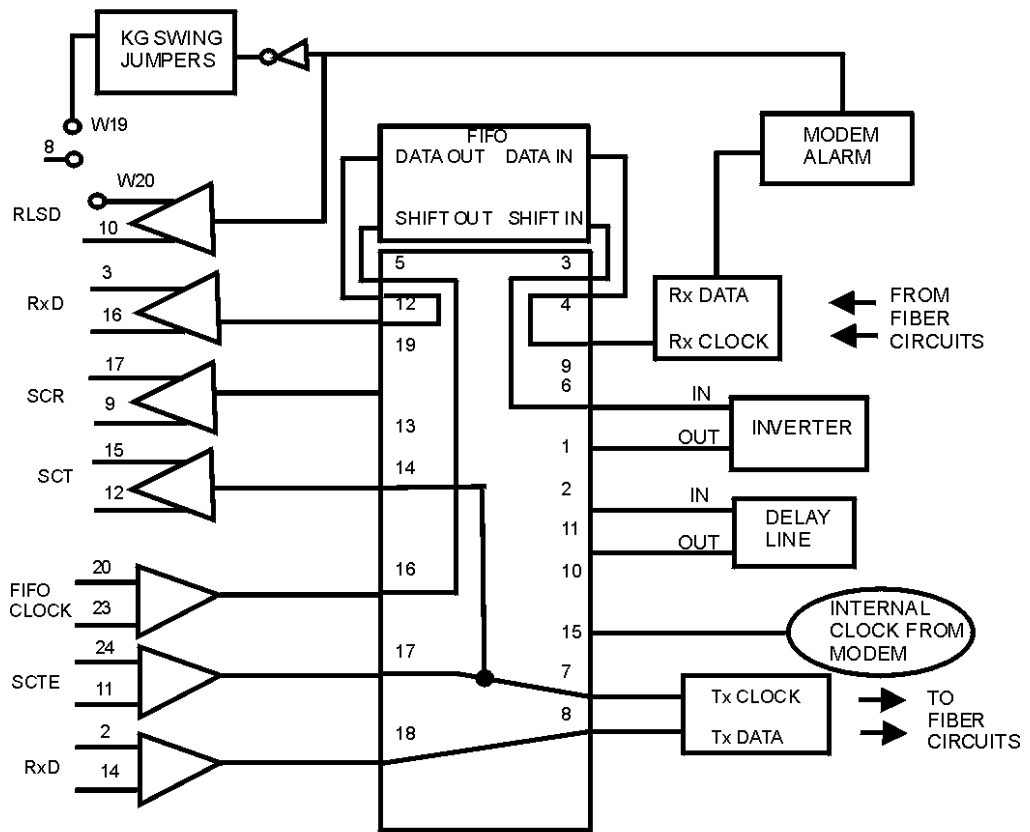 KG SWING
JUMPERS
W19
8
W20
RLSD
10
MODEM
ALARM
FIFO
DATA OUT DATA IN
SHIFT OUT SHIFT IN
5 3
12 4
19
9
6
13
14
1
2
11
10
16
15
17
7
8
18
3
RxD
16
17
SCR
9
15
SCT
12
20
FIFO
CLOCK
23
24
SCTE
11
2
RxD
14
Rx DATA
Rx CLOCK
FROM
FIBER
CIRCUITS
IN
OUT
INVERTER
IN
OUT
DELAY
LINE
INTERNAL
CLOCK FROM
MODEM
Tx CLOCK
Tx DATA
TO
FIBER
CIRCUITS